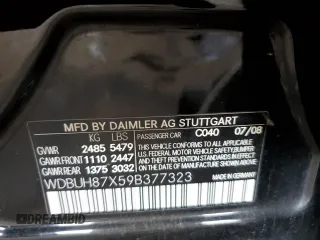 MFD BY DAIMLER AG STUTTGART
KG LBS PASSENGER CAR C040 07/08
GVWR 2485 5479
GAWR FRONT 1110 2447
GAWR REAR 1375 3032
THIS VEHICLE CONFORMS TO ALL APPLICABLE
U.S. FEDERAL MOTOR VEHICLE SAFETY
BUMPER, AND THEFT PREVENTION STANDARDS
IN EFFECT ON THE DATE OF
MANUFACTURE SHOWN ABOVE
WDBUH87X59B377323
MADE IN GERMANY
AUTOBIDMASTER